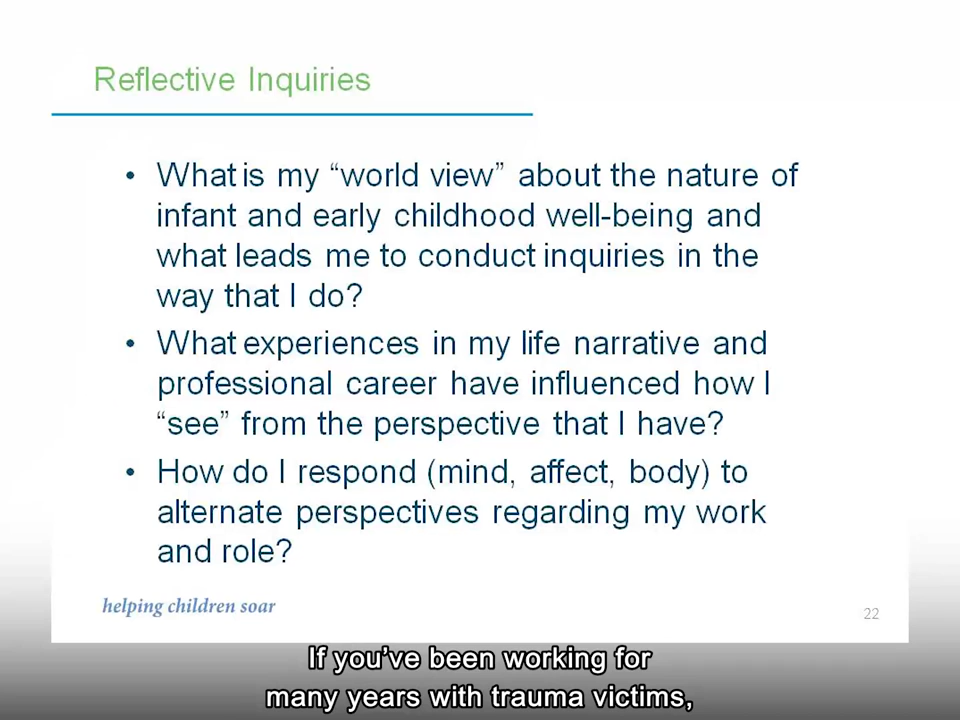 Reflective Inquiries
• What is my “world view” about the nature of
infant and early childhood well-being and
what leads me to conduct inquiries in the
way that I do?
• What experiences in my life narrative and
professional career have influenced how I
“see” from the perspective that I have?
• How do I respond (mind, affect, body) to
alternate perspectives regarding my work
and role?
helping children soar
22
If you’ve been working for
many years with trauma victims,